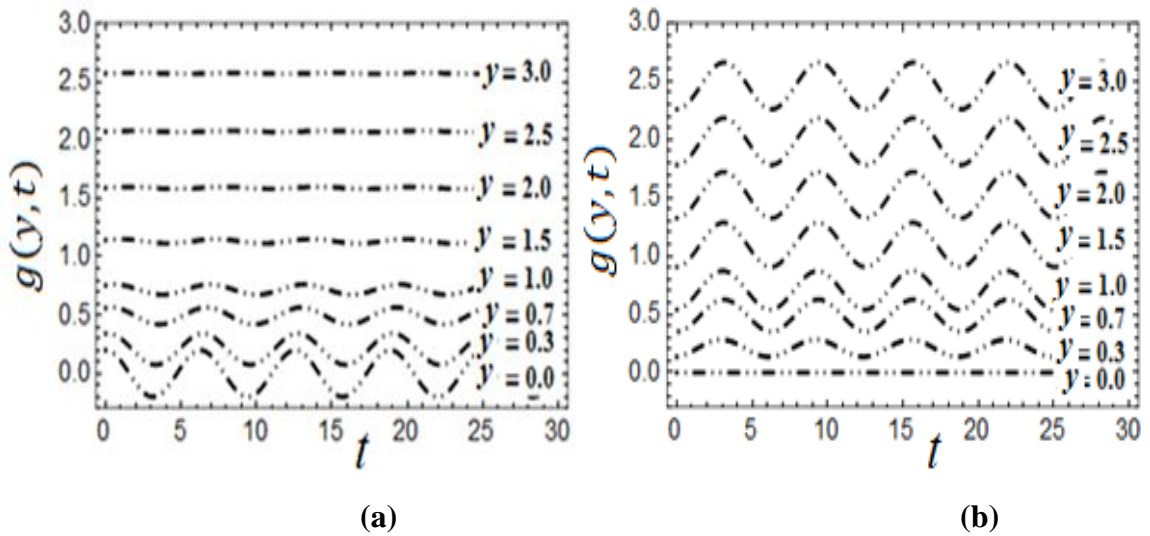 3.0
2.5
2.0
1.5
1.0
0.5
0.0
g(y,t)
y = 3.0
y = 2.5
y = 2.0
y = 1.5
y = 1.0
y = 0.7
y = 0.3
y = 0.0
0 5 10 15 20 25 30
t
(a)
3.0
2.5
2.0
1.5
1.0
0.5
0.0
g(y,t)
y = 3.0
y = 2.5
y = 2.0
y = 1.5
y = 1.0
y = 0.7
y = 0.3
y = 0.0
0 5 10 15 20 25 30
t
(b)